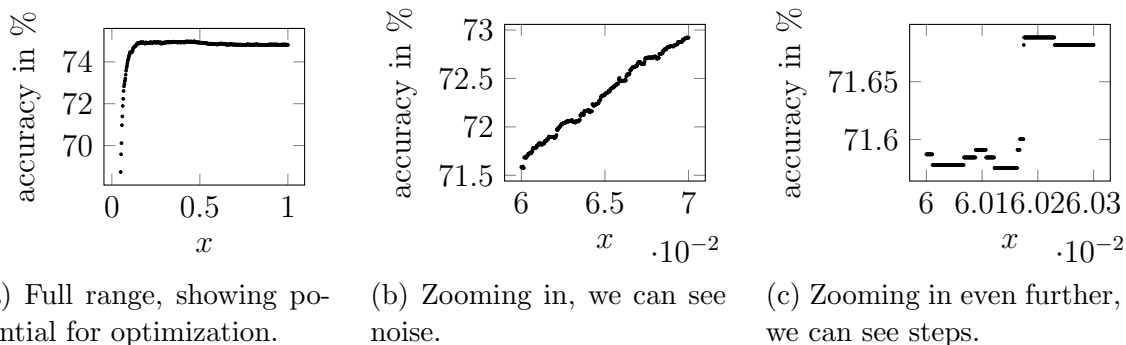 accuracy in %
74
72
70
0
0.5
1
x
accuracy in %
73
72.5
72
71.5
6
6.5
7
x
·10⁻²
accuracy in %
71.65
71.6
6
6.01
6.02
6.03
x
·10⁻²
) Full range, showing po-
ntial for optimization.
(b) Zooming in, we can see
noise.
(c) Zooming in even further,
we can see steps.